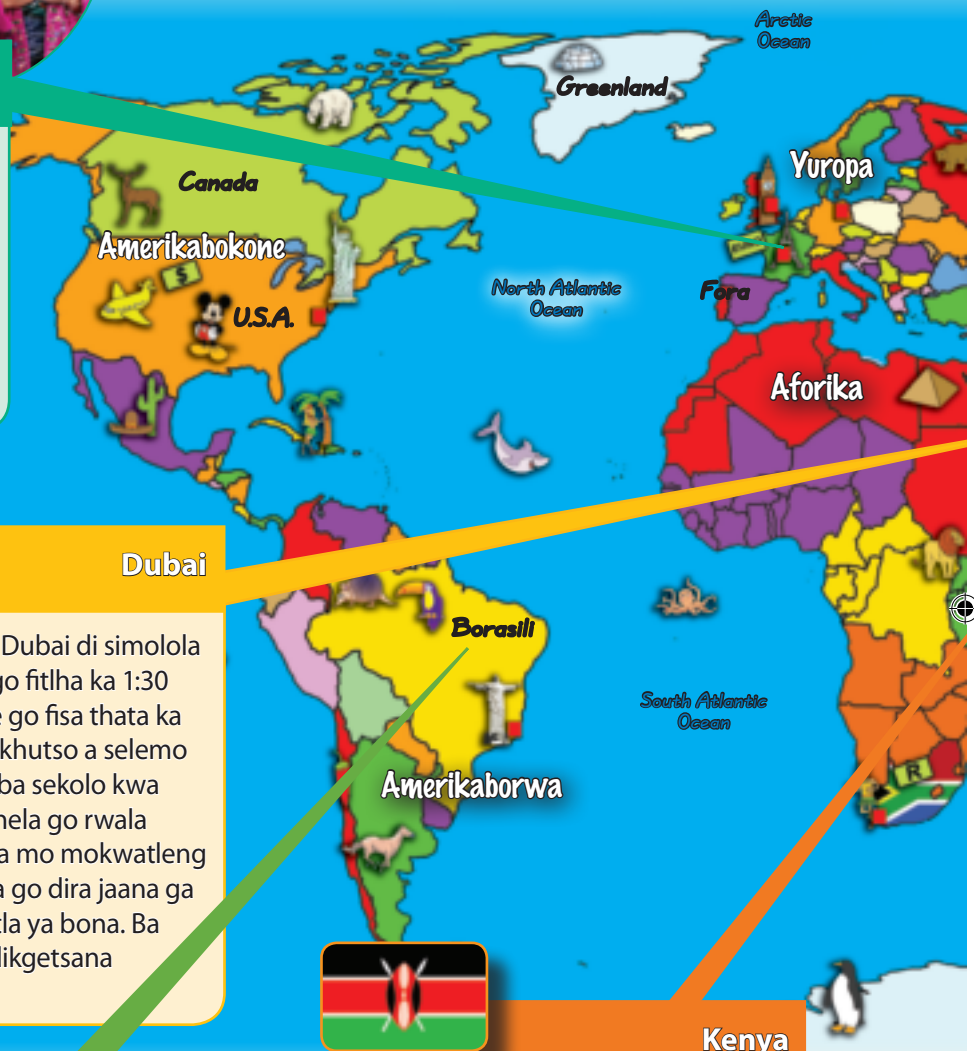 Arctic
Ocean
Greenland
Canada
Yuropa
Amerikabokone
$
U.S.A.
North Atlantic
Ocean
Fora
Aforika
Dubai
Dubai di simolola
go fitlha ka 1:30
go fisa thata ka
khutso a selemo
ba sekolo kwa
nela go rwala
a mo mokwatleng
a go dira jaana ga
tla ya bona. Ba
likgetsana
Borasili
South Atlantic
Ocean
R
Amerikaborwa
Kenya